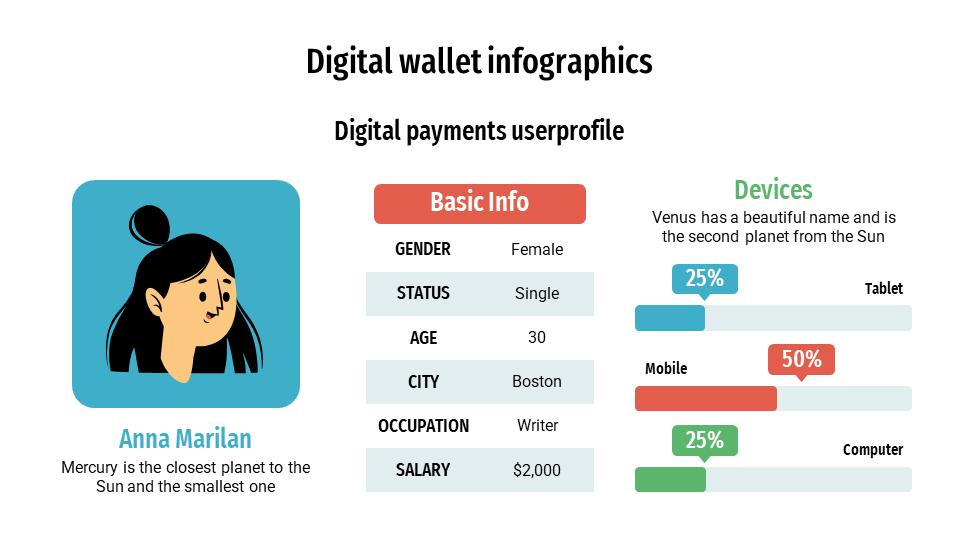 Digital wallet infographics
Digital payments userprofile
Anna Marilan
Mercury is the closest planet to the
Sun and the smallest one
Basic Info
GENDER Female
STATUS Single
AGE 30
CITY Boston
OCCUPATION Writer
SALARY $2,000
Devices
Venus has a beautiful name and is
the second planet from the Sun
25%
Tablet
50%
Mobile
25%
Computer